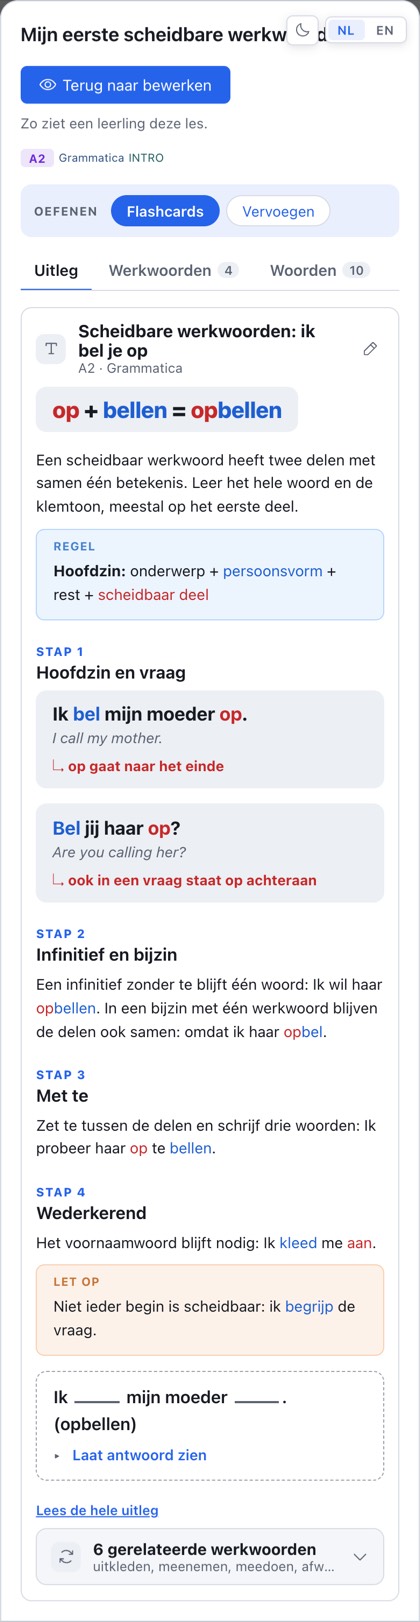 Mijn eerste scheidbare werkw
NL EN
Terug naar bewerken
Zo ziet een leerling deze les.
A2 Grammatica INTRO
OEFENEN Flashcards Vervoegen
Uitleg Werkwoorden 4 Woorden 10
T
Scheidbare werkwoorden: ik
bel je op
A2 · Grammatica
op + bellen = opbellen
Een scheidbaar werkwoord heeft twee delen met
samen één betekenis. Leer het hele woord en de
klemtoon, meestal op het eerste deel.
REGEL
Hoofdzin: onderwerp + persoonsvorm +
rest + scheidbaar deel
STAP 1
Hoofdzin en vraag
Ik bel mijn moeder op.
I call my mother.
op gaat naar het einde
Bel jij haar op?
Are you calling her?
ook in een vraag staat op achteraan
STAP 2
Infinitief en bijzin
Een infinitief zonder te blijft één woord: Ik wil haar
opbellen. In een bijzin met één werkwoord blijven
de delen ook samen: omdat ik haar opbel.
STAP 3
Met te
Zet te tussen de delen en schrijf drie woorden: Ik
probeer haar op te bellen.
STAP 4
Wederkerend
Het voornaamwoord blijft nodig: Ik kleed me aan.
LET OP
Niet ieder begin is scheidbaar: ik begrijp de
vraag.
Ik _____ mijn moeder _____.
(opbellen)
Laat antwoord zien
Lees de hele uitleg
6 gerelateerde werkwoorden
uitkleden, meenemen, meedoen, afw...